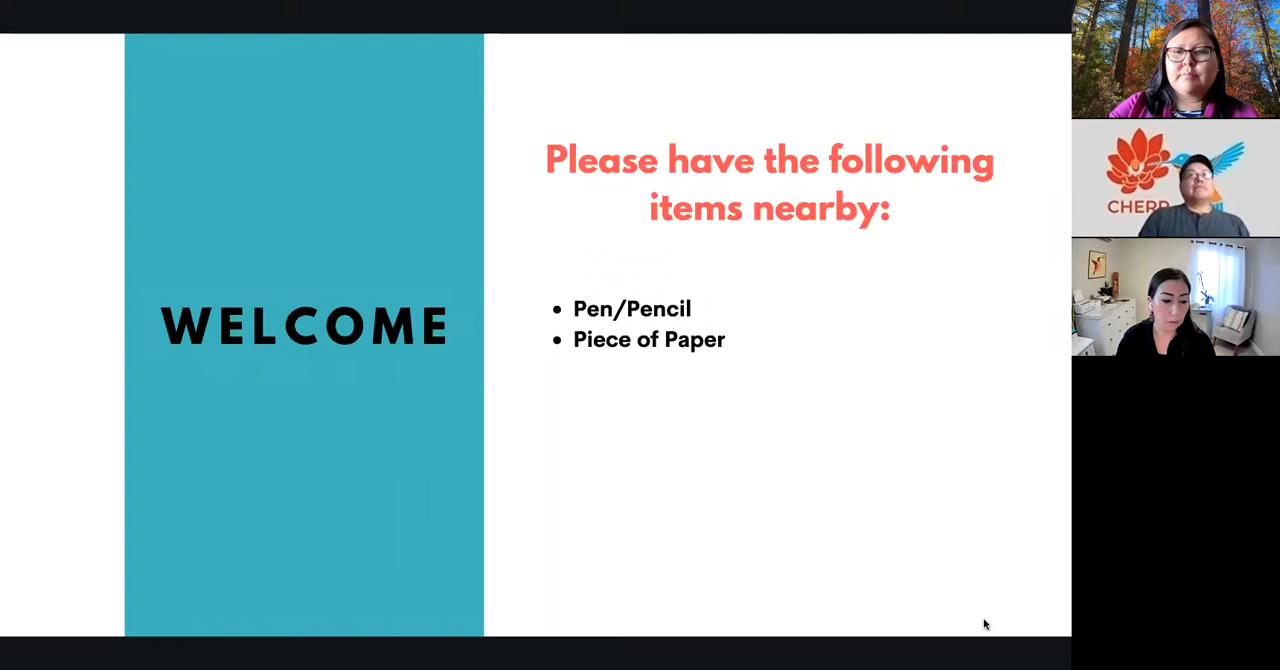 WELCOME
Please have the following
items nearby:
• Pen/Pencil
• Piece of Paper
CHERP